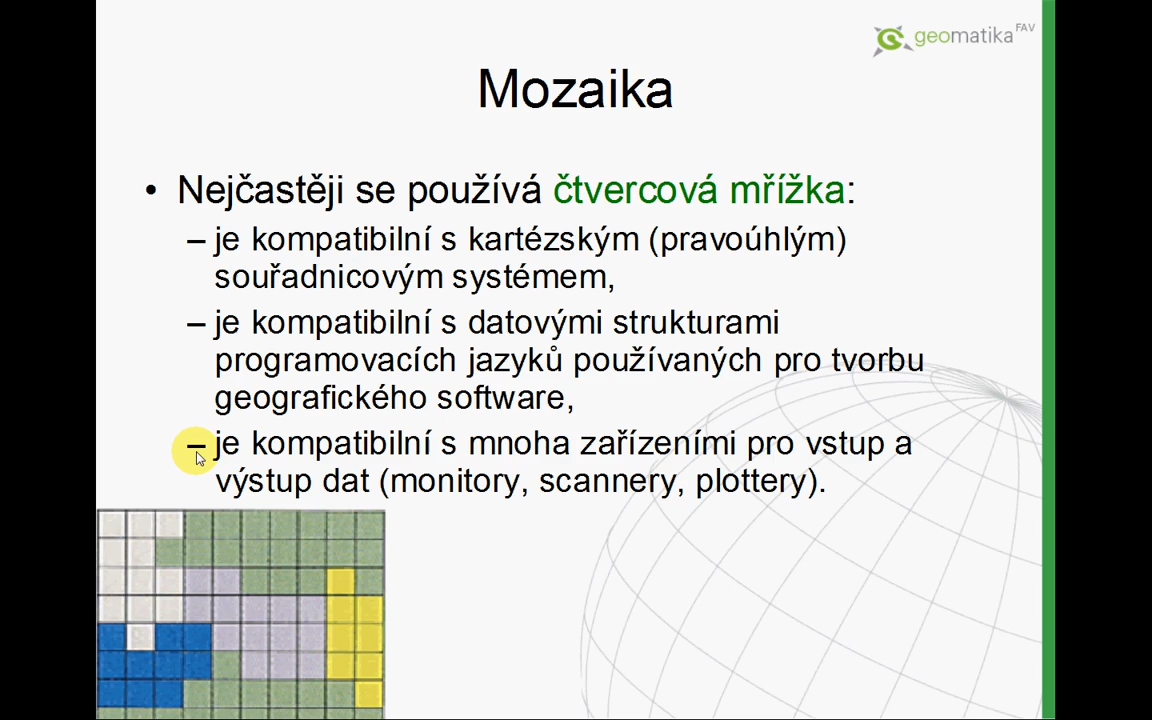 geomatika FAV
Mozaika
• Nejčastěji se používá čtvercová mřížka:
– je kompatibilní s kartézským (pravoúhlým)
souřadnicovým systémem,
– je kompatibilní s datovými strukturami
programovacích jazyků používaných pro tvorbu
geografického software,
– je kompatibilní s mnoha zařízeními pro vstup a
výstup dat (monitory, scannery, plottery).